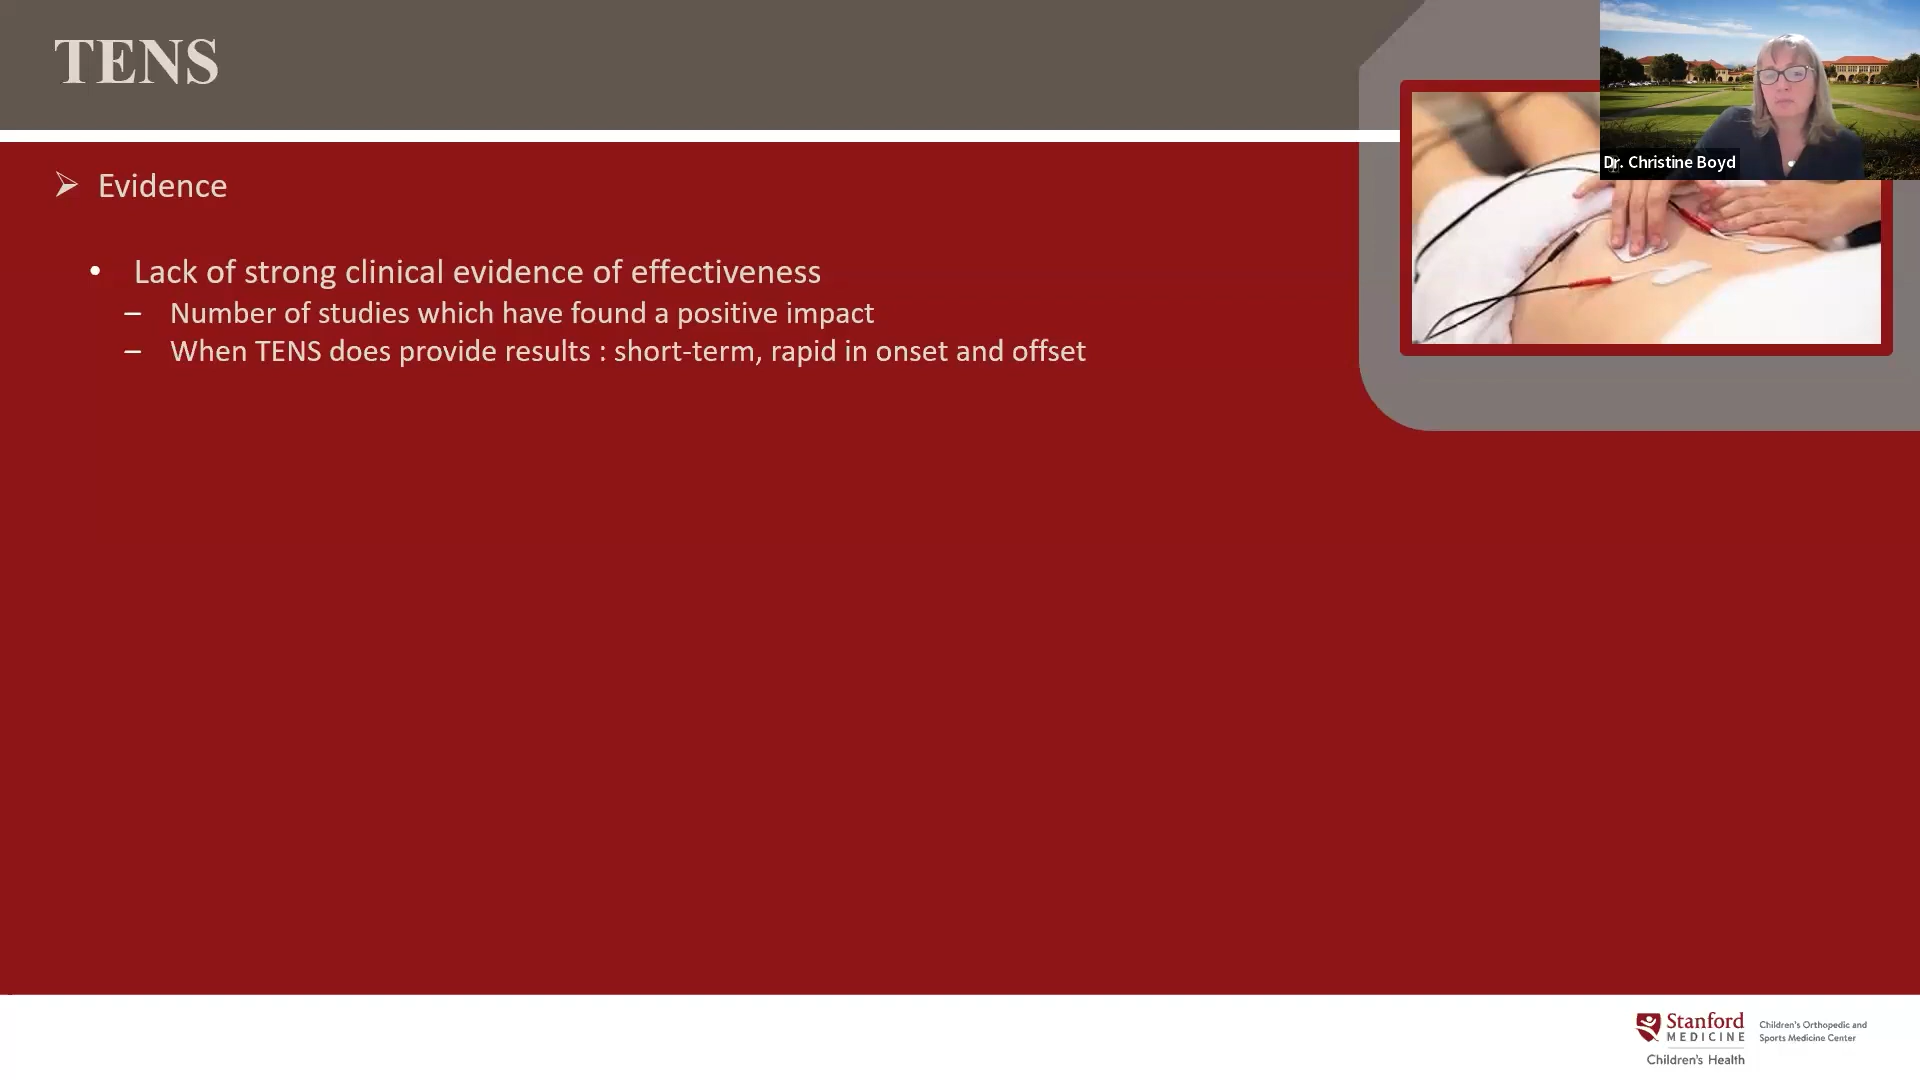 TENS
Dr. Christine Boyd
➢ Evidence
• Lack of strong clinical evidence of effectiveness
– Number of studies which have found a positive impact
– When TENS does provide results : short-term, rapid in onset and offset
Stanford
MEDICINE
Children's Health
Children's Orthopedic and
Sports Medicine Center